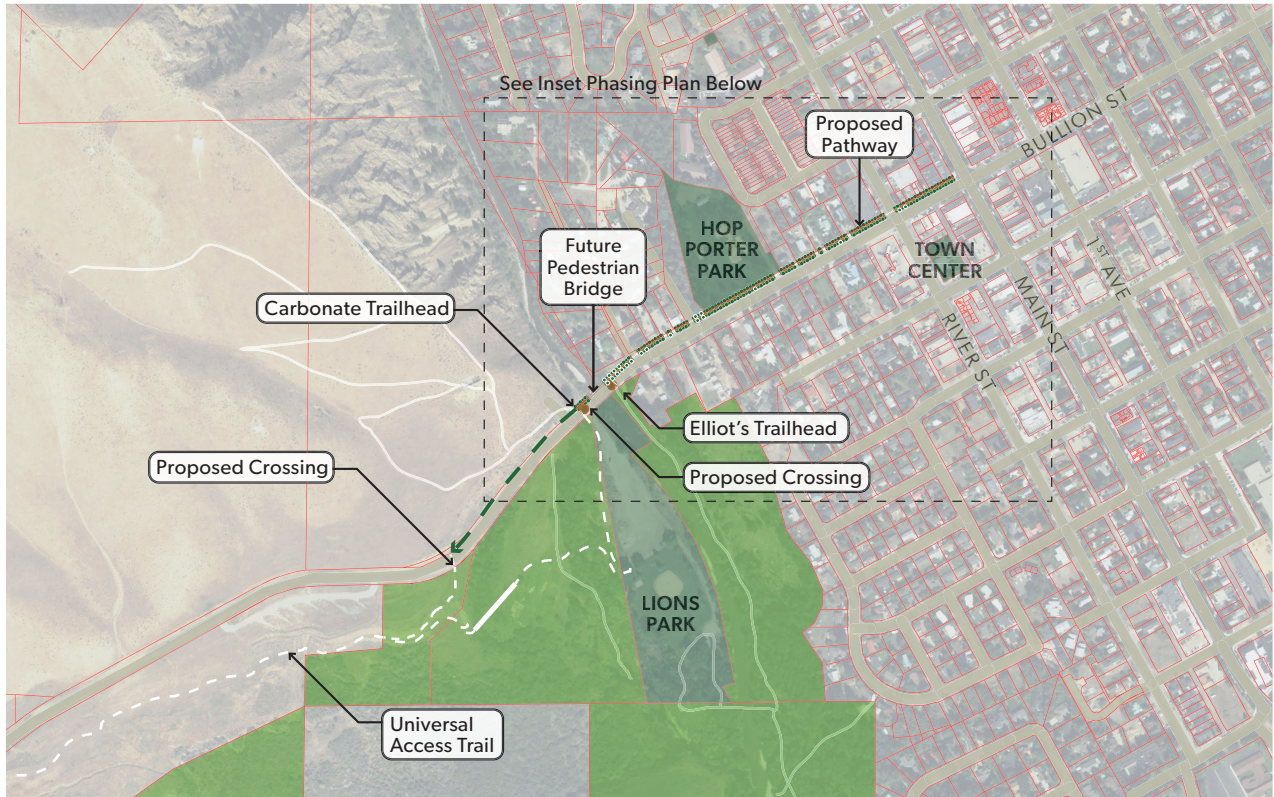 See Inset Phasing Plan Below
BULLION ST
Proposed
Pathway
HOP
PORTER
PARK
TOWN
CENTER
1ST AVE
MAIN ST
RIVER ST
Future
Pedestrian
Bridge
Carbonate Trailhead
Elliot's Trailhead
Proposed Crossing
Proposed Crossing
LIONS
PARK
Universal
Access Trail